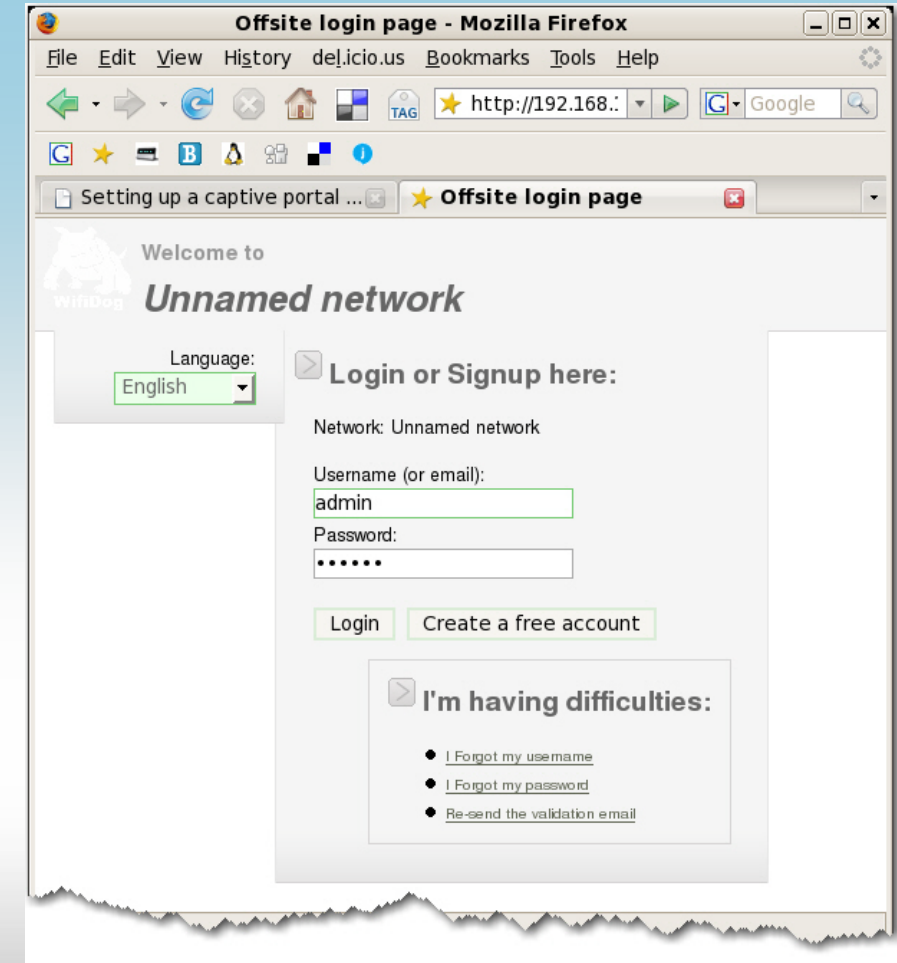 Offsite login page - Mozilla Firefox
File Edit View History del.icio.us Bookmarks Tools Help
TAG http://192.168.: G Google
G B
Setting up a captive portal ... Offsite login page
Welcome to
WifiDog
Unnamed network
Language:
English
Login or Signup here:
Network: Unnamed network
Username (or email):
admin
Password:
••••••
Login Create a free account
I'm having difficulties:
I Forgot my username
I Forgot my password
Re-send the validation email